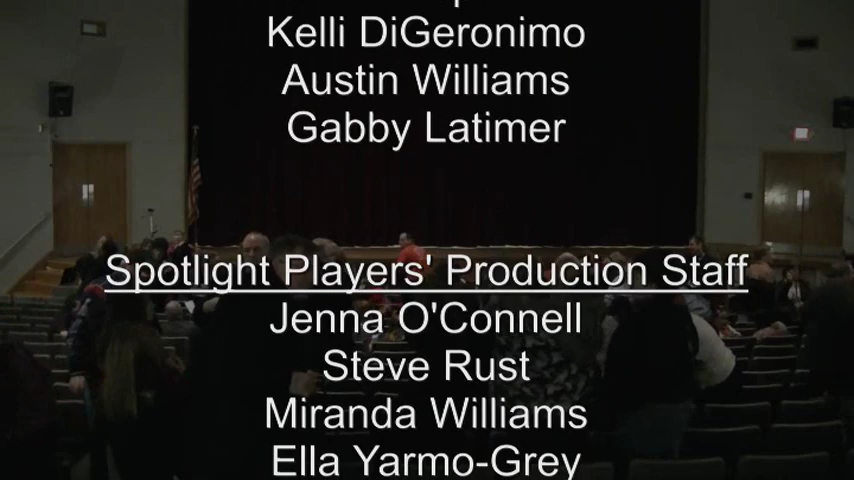 Kelli DiGeronimo
Austin Williams
Gabby Latimer
Spotlight Players' Production Staff
Jenna O'Connell
Steve Rust
Miranda Williams
Ella Yarmo-Grey